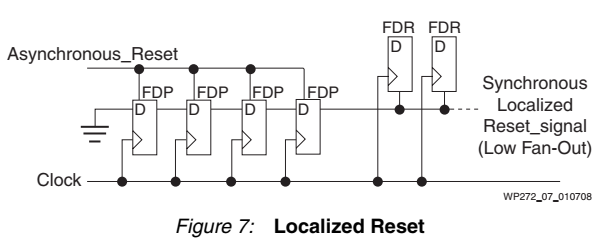 FDR FDR
D D
Asynchronous_Reset
FDP FDP FDP FDP
D D D D
Synchronous
Localized
Reset_signal
(Low Fan-Out)
Clock
WP272_07_010708
Figure 7: Localized Reset